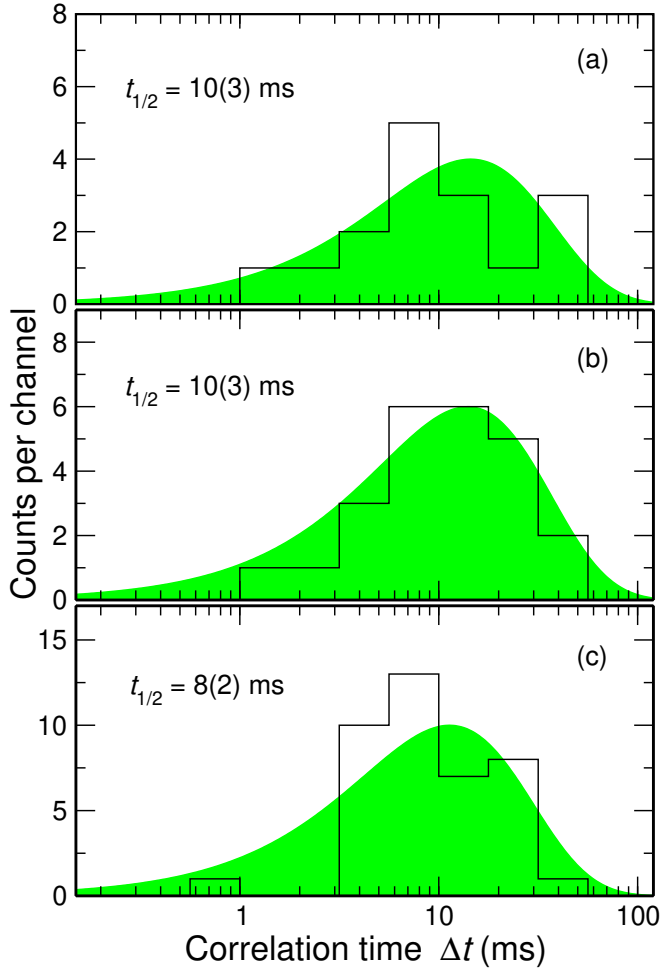 8
6
4
2
0
(a)
t1/2 = 10(3) ms
8
6
4
2
0
(b)
t1/2 = 10(3) ms
15
10
5
0
(c)
t1/2 = 8(2) ms
1 10 100
Counts per channel
Correlation time Δt (ms)